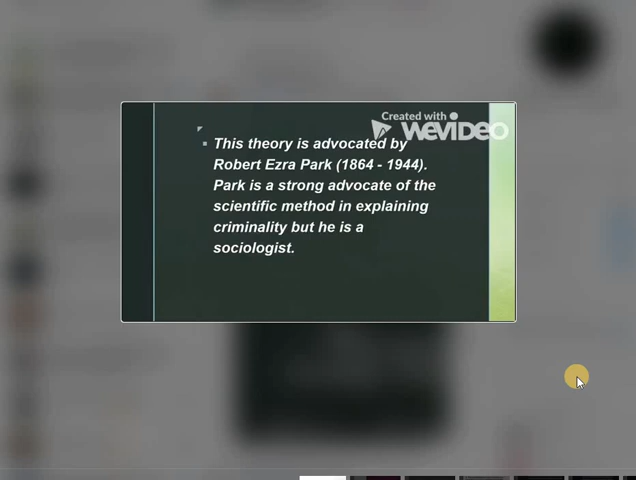 Created with
WEVIDEO
This theory is advocated by
Robert Ezra Park (1864 - 1944).
Park is a strong advocate of the
scientific method in explaining
criminality but he is a
sociologist.